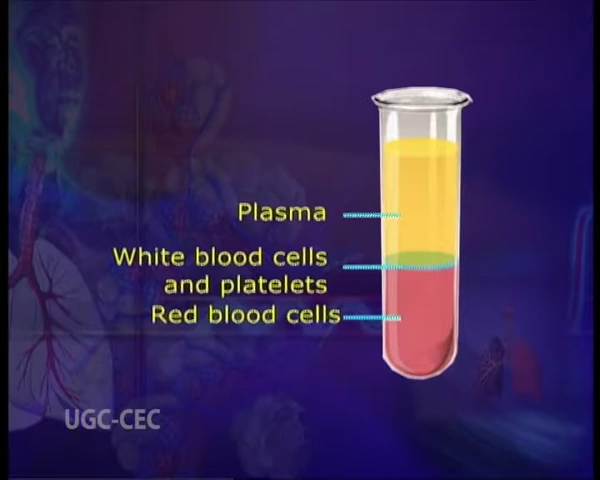 Plasma
White blood cells
and platelets
Red blood cells
UGC-CEC